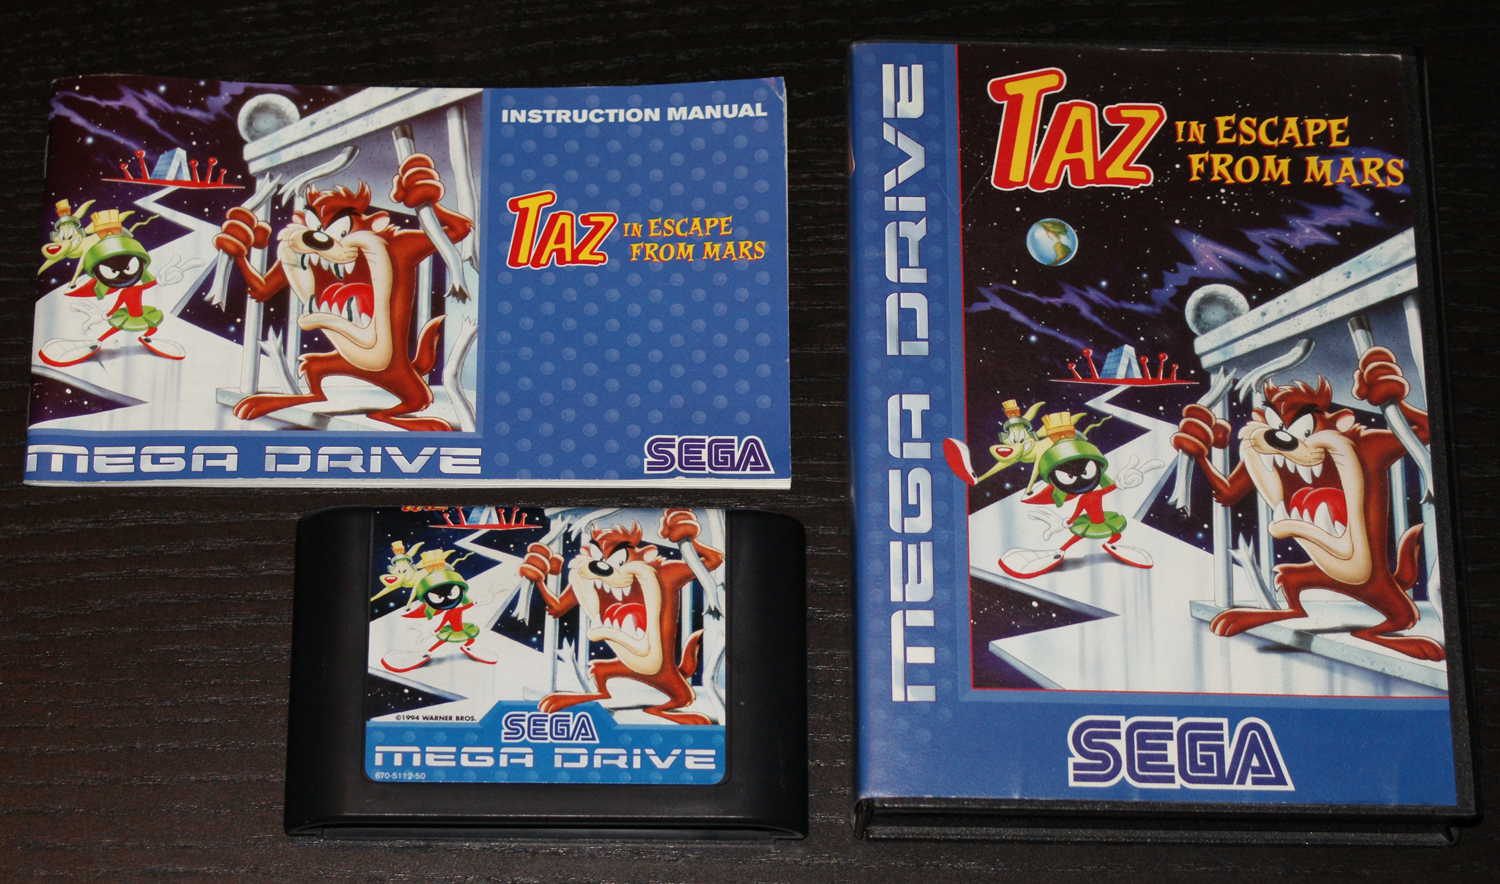 INSTRUCTION MANUAL
TAZ IN ESCAPE
FROM MARS
MEGA DRIVE
SEGA
©1994 WARNER BROS.
SEGA
MEGA DRIVE
670-5112-50
MEGA DRIVE
TAZ IN ESCAPE
FROM MARS
SEGA